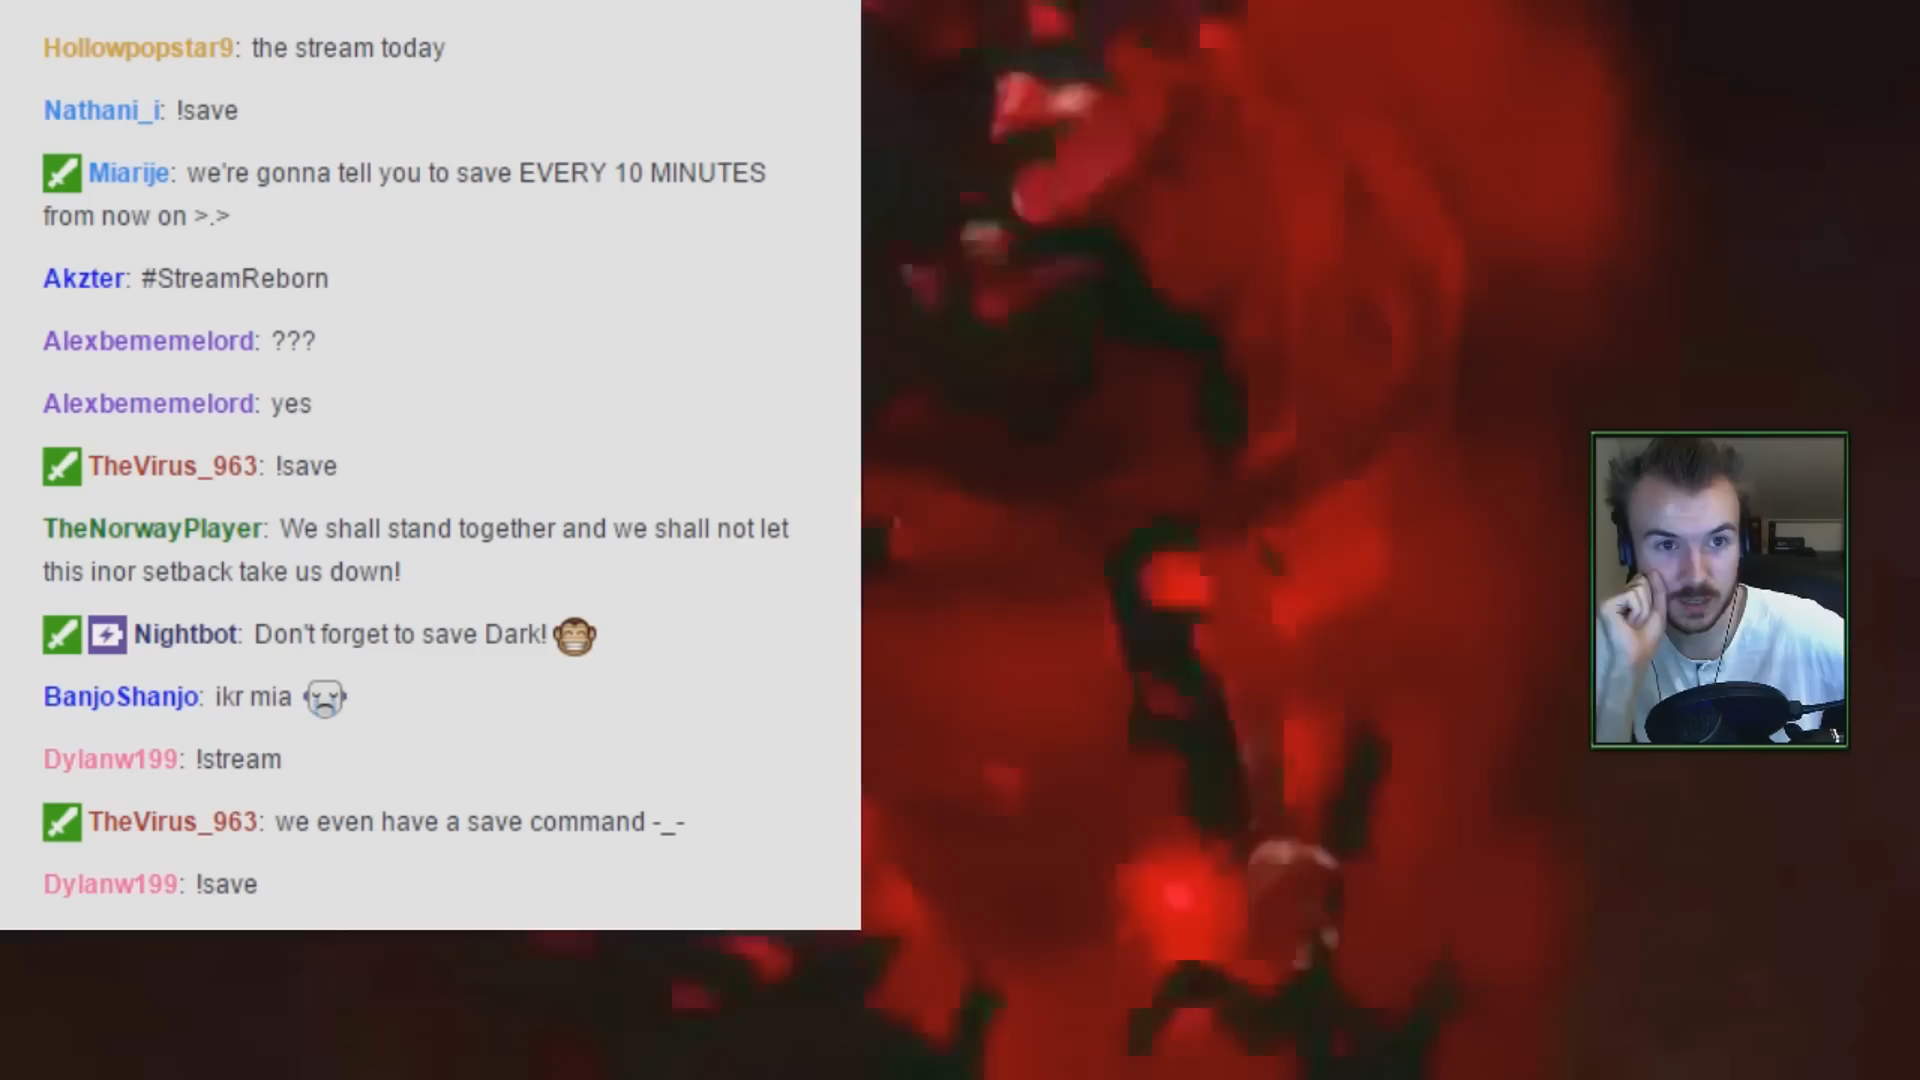 Hollowpopstar9: the stream today
Nathani_i: !save
Miarije: we're gonna tell you to save EVERY 10 MINUTES
from now on >.>
Akzter: #StreamReborn
Alexbememelord: ???
Alexbememelord: yes
TheVirus_963: !save
TheNorwayPlayer: We shall stand together and we shall not let
this inor setback take us down!
Nightbot: Don't forget to save Dark!
BanjoShanjo: ikr mia
Dylanw199: !stream
TheVirus_963: we even have a save command -_-
Dylanw199: !save